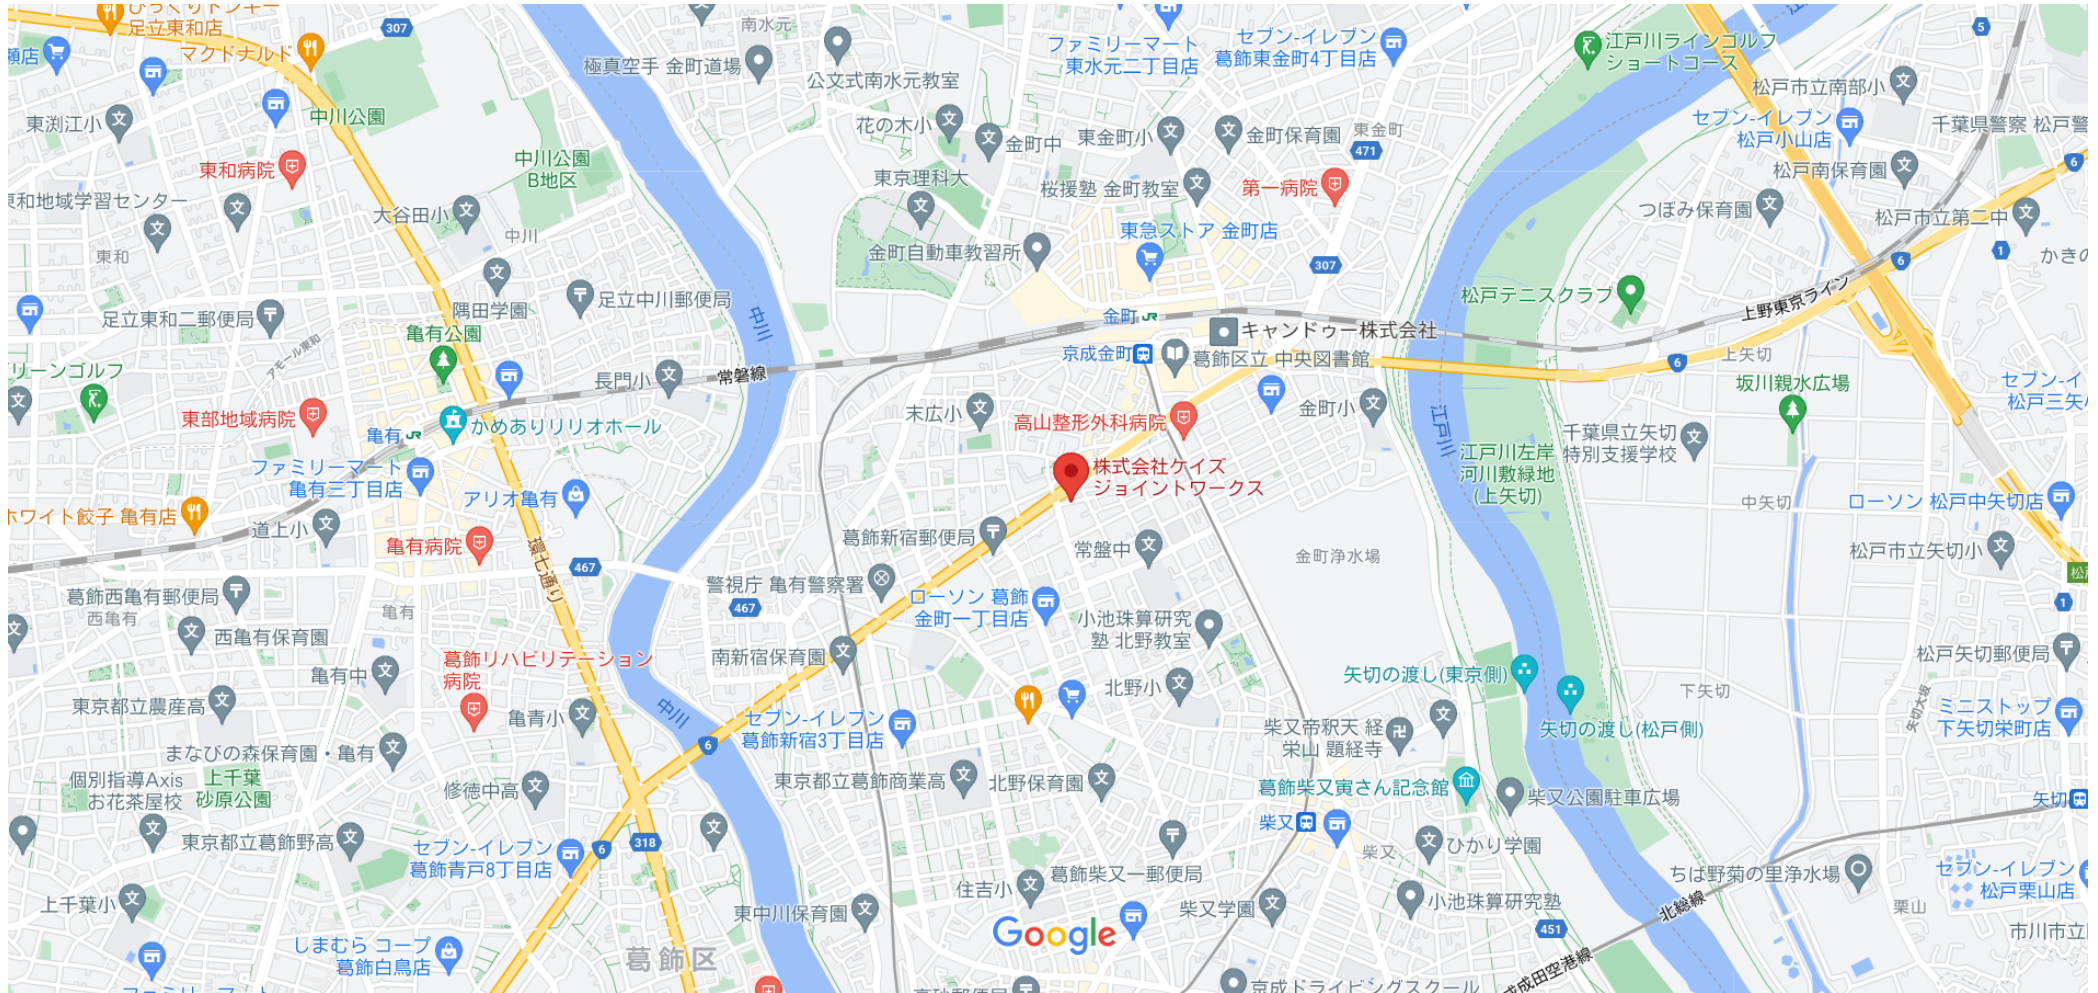 びっくりドンキー
足立東和店
307
マクドナルド
南水元
極真空手 金町道場
公文式南水元教室
ファミリーマート
東水元二丁目店
セブン-イレブン
葛飾東金町4丁目店
江戸川ラインゴルフ
ショートコース
5
松戸市立南部小
セブン-イレブン
松戸小山店
千葉県警察 松戸警
松戸南保育園
6
東渕江小
中川公園
中川公園
B地区
花の木小
金町中
東金町小
金町保育園
東金町
471
東和病院
東京理科大
桜援塾 金町教室
第一病院
東和地域学習センター
大谷田小
中川
東和
つぼみ保育園
松戸市立第二中
1
かきの
6
金町自動車教習所
東急ストア 金町店
307
隅田学園
足立中川郵便局
足立東和二郵便局
松戸テニスクラブ
上野東京ライン
亀有公園
アモール東和
中川
金町
JR
キャンドゥー株式会社
京成金町
葛飾区立 中央図書館
6
上矢切
坂川親水広場
セブン-イ
松戸三矢小
リーンゴルフ
長門小
常磐線
東部地域病院
かめありリリオホール
亀有
JR
末広小
高山整形外科病院
金町小
江戸川
江戸川左岸
河川敷緑地
(上矢切)
千葉県立矢切
特別支援学校
ファミリーマート
亀有三丁目店
アリオ亀有
株式会社ケイズ
ジョイントワークス
中矢切
ローソン 松戸中矢切店
ホワイト餃子 亀有店
道上小
亀有病院
環七通り
467
葛飾新宿郵便局
常盤中
金町浄水場
松戸市立矢切小
警視庁 亀有警察署
467
ローソン 葛飾
金町一丁目店
小池珠算研究
塾 北野教室
1
葛飾西亀有郵便局
西亀有
亀有
西亀有保育園
亀有中
葛飾リハビリテーション
病院
南新宿保育園
北野小
矢切の渡し(東京側)
矢切の渡し(松戸側)
下矢切
松戸矢切郵便局
矢切大坂
ミニストップ
下矢切栄町店
東京都立農産高
亀青小
中川
6
セブン-イレブン
葛飾新宿3丁目店
柴又帝釈天 経
栄山 題経寺
まなびの森保育園・亀有
個別指導Axis
お花茶屋校
上千葉
砂原公園
修徳中高
東京都立葛飾商業高
北野保育園
葛飾柴又寅さん記念館
柴又公園駐車広場
矢切
東京都立葛飾野高
セブン-イレブン
葛飾青戸8丁目店
6
318
柴又
柴又
ひかり学園
ちば野菊の里浄水場
セブン-イレブン
松戸栗山店
栗山
上千葉小
葛飾柴又一郵便局
住吉小
柴又学園
小池珠算研究塾
北総線
東中川保育園
Google
451
市川市立
しまむら コープ
葛飾白鳥店
葛飾区
高砂郵便局
京成ドライビングスクール
成田空港線
ファミリーマート